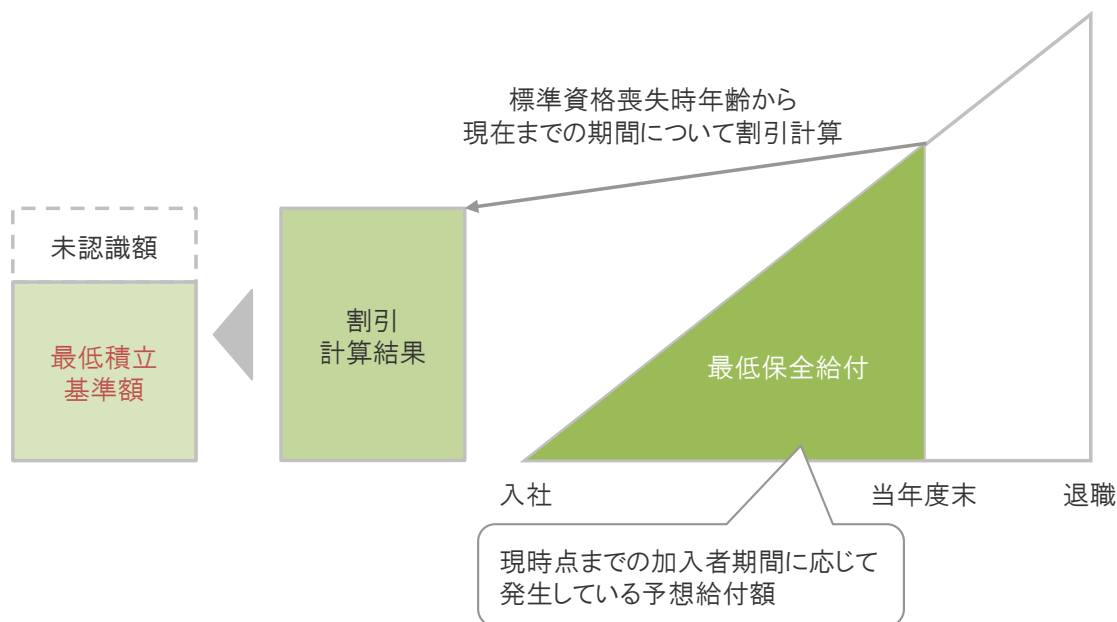 標準資格喪失時年齢から
現在までの期間について割引計算
未認識額
最低積立
基準額
割引
計算結果
最低保全給付
入社
当年度末
退職
現時点までの加入者期間に応じて
発生している予想給付額